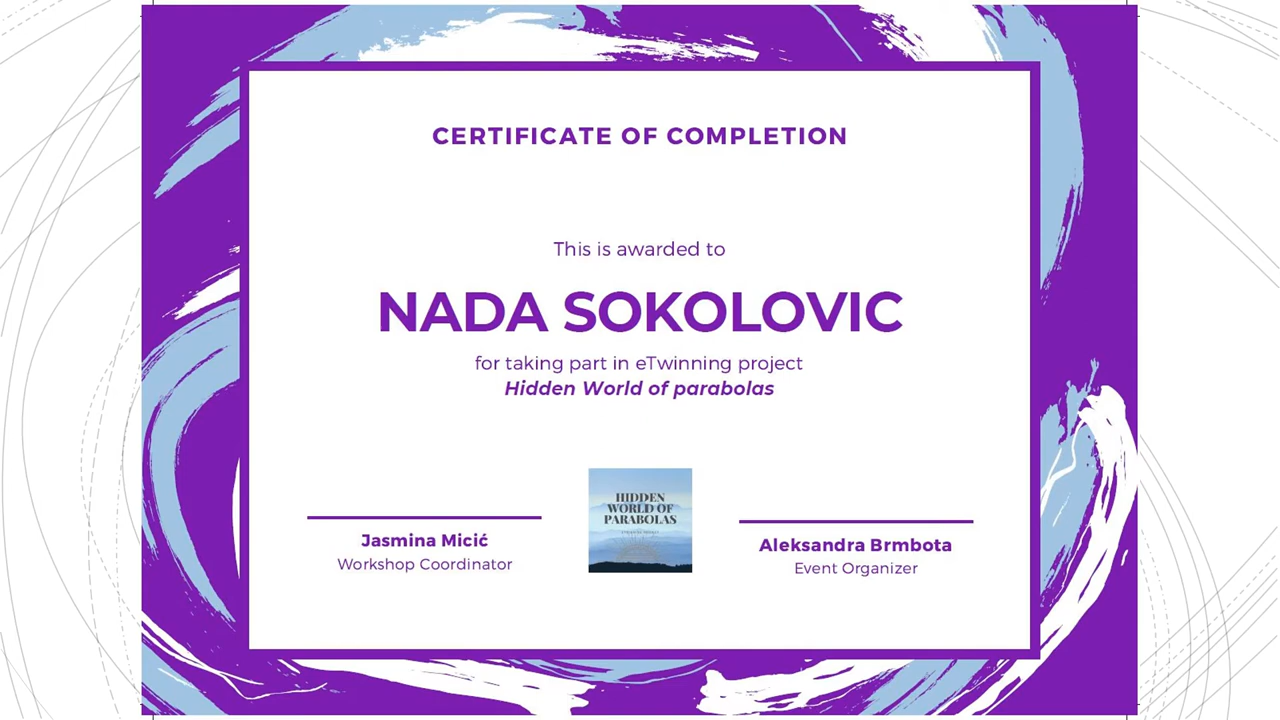 CERTIFICATE OF COMPLETION
This is awarded to
NADA SOKOLOVIC
for taking part in eTwinning project
Hidden World of parabolas
HIDDEN
WORLD OF
PARABOLAS
Jasmina Micić
Workshop Coordinator
Aleksandra Brmbota
Event Organizer